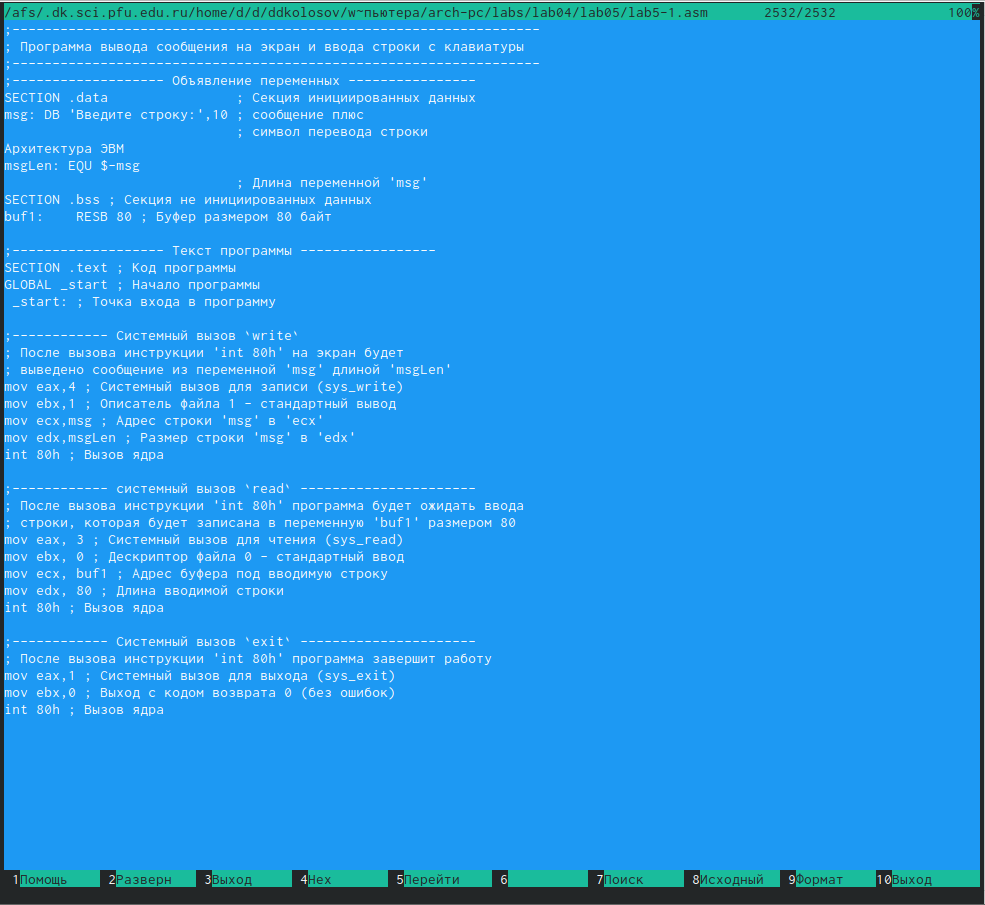 /afs/.dk.sci.pfu.edu.ru/home/d/d/ddkolosov/w~пьютера/arch-pc/labs/lab04/lab05/lab5-1.asm 2532/2532 100%
;------------------------------------------------------------------
; Программа вывода сообщения на экран и ввода строки с клавиатуры
;------------------------------------------------------------------
;------------------- Объявление переменных ----------------
SECTION .data ; Секция инициированных данных
msg: DB 'Введите строку:',10 ; сообщение плюс
; символ перевода строки
Архитектура ЭВМ
msgLen: EQU $-msg
; Длина переменной 'msg'
SECTION .bss ; Секция не инициированных данных
buf1: RESB 80 ; Буфер размером 80 байт
;------------------- Текст программы -----------------
SECTION .text ; Код программы
GLOBAL _start ; Начало программы
_start: ; Точка входа в программу
;------------ Системный вызов `write`
; После вызова инструкции 'int 80h' на экран будет
; выведено сообщение из переменной 'msg' длиной 'msgLen'
mov eax,4 ; Системный вызов для записи (sys_write)
mov ebx,1 ; Описатель файла 1 - стандартный вывод
mov ecx,msg ; Адрес строки 'msg' в 'ecx'
mov edx,msgLen ; Размер строки 'msg' в 'edx'
int 80h ; Вызов ядра
;------------ системный вызов `read` ----------------------
; После вызова инструкции 'int 80h' программа будет ожидать ввода
; строки, которая будет записана в переменную 'buf1' размером 80
mov eax, 3 ; Системный вызов для чтения (sys_read)
mov ebx, 0 ; Дескриптор файла 0 - стандартный ввод
mov ecx, buf1 ; Адрес буфера под вводимую строку
mov edx, 80 ; Длина вводимой строки
int 80h ; Вызов ядра
;------------ Системный вызов `exit` ----------------------
; После вызова инструкции 'int 80h' программа завершит работу
mov eax,1 ; Системный вызов для выхода (sys_exit)
mov ebx,0 ; Выход с кодом возврата 0 (без ошибок)
int 80h ; Вызов ядра
1Помощь 2Разверн 3Выход 4Hex 5Перейти 6 7Поиск 8Исходный 9Формат 10Выход